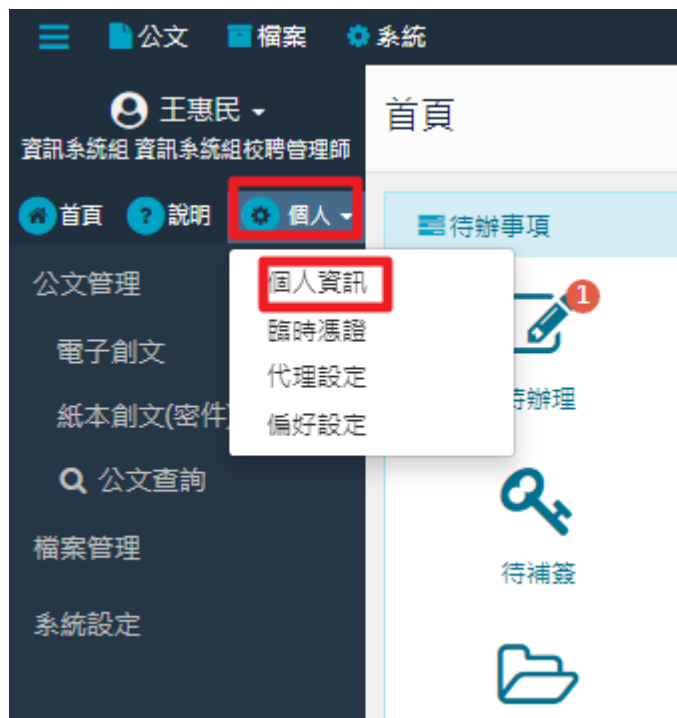 公文 檔案 系統
王惠民
資訊系統組 資訊系統組校聘管理師
首頁
首頁 ? 說明 個人
待辦事項
公文管理
電子創文
紙本創文(密件
公文查詢
檔案管理
系統設定
個人資訊
臨時憑證
代理設定
偏好設定
1
待辦理
待補簽